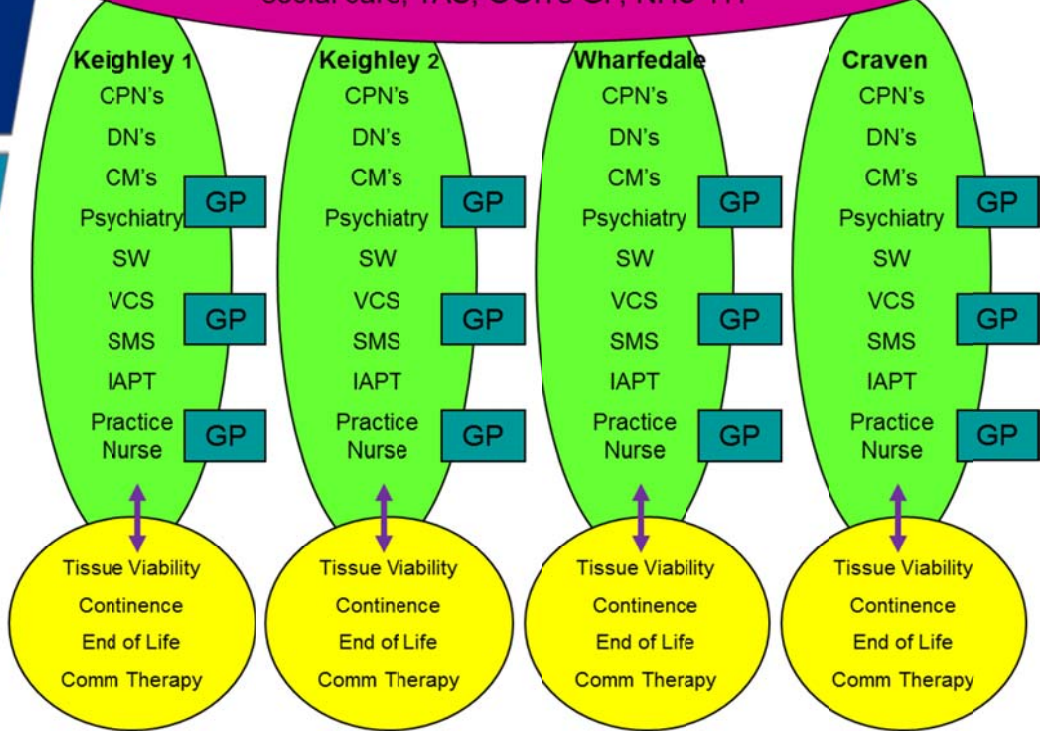 Keighley 1
CPN's
DN's
CM's
Psychiatry
SW
VCS
SMS
IAPT
Practice
Nurse
GP
GP
GP
Tissue Viability
Continence
End of Life
Comm Therapy
Keighley 2
CPN's
DN's
CM's
Psychiatry
SW
VCS
SMS
IAPT
Practice
Nurse
GP
GP
GP
Tissue Viability
Continence
End of Life
Comm Therapy
Wharfedale
CPN's
DN's
CM's
Psychiatry
SW
VCS
SMS
IAPT
Practice
Nurse
GP
GP
GP
Tissue Viability
Continence
End of Life
Comm Therapy
Craven
CPN's
DN's
CM's
Psychiatry
SW
VCS
SMS
IAPT
Practice
Nurse
GP
GP
GP
Tissue Viability
Continence
End of Life
Comm Therapy